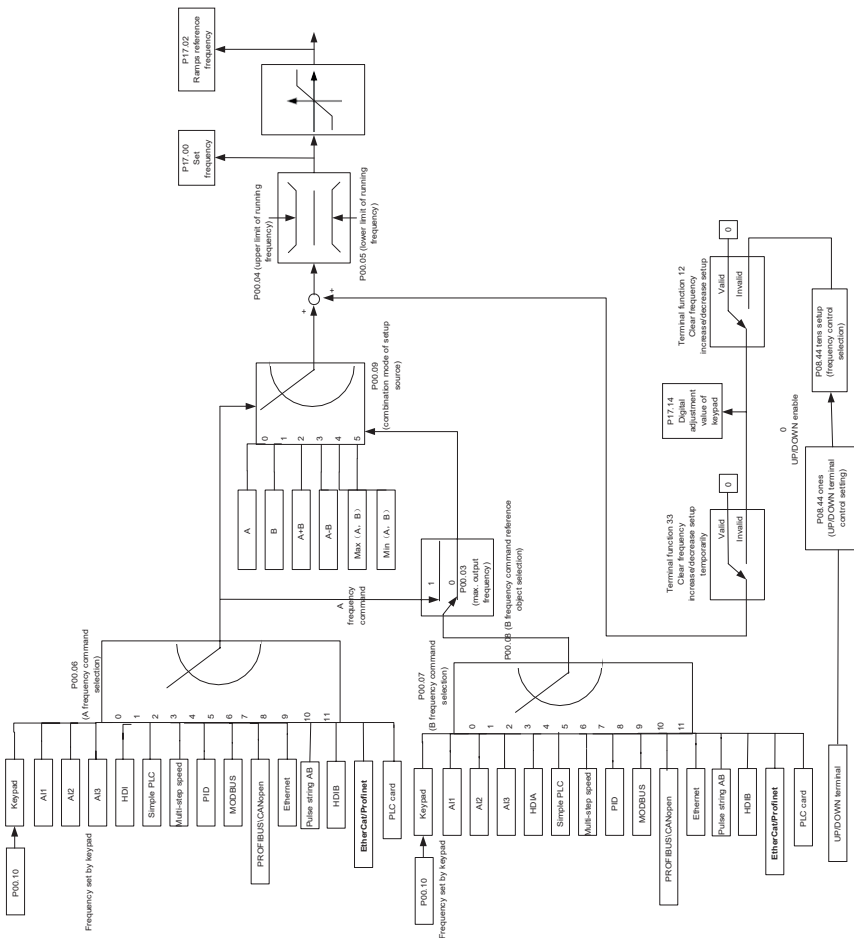 P17.02
Ramps reference
frequency
P17.00
Set
frequency
P00.04 (upper limit of running
frequency)
P00.05 (lower limit of running
frequency)
+
+
P00.09
(combination mode of setup
source)
0
1
2
3
4
5
A
B
A+B
A-B
Max（A，B）
Min（A，B）
A
frequency
command
1
0
P00.03
(max. output
frequency)
P00.08 (B frequency command reference
object selection)
P00.06
(A frequency command
selection)
0
1
2
3
4
5
6
7
8
9
10
11
Keypad
AI1
AI2
AI3
HDI
Simple PLC
Multi-step speed
PID
MODBUS
PROFIBUS\CANopen
Ethernet
Pulse string AB
HDIB
EtherCat/Profinet
PLC card
P00.10
Frequency set by keypad
P00.07
(B frequency command
selection)
0
1
2
3
4
5
6
7
8
9
10
11
Keypad
AI1
AI2
AI3
HDIA
Simple PLC
Multi-step speed
PID
MODBUS
PROFIBUS\CANopen
Ethernet
Pulse string AB
HDIB
EtherCat/Profinet
PLC card
P00.10
Frequency set by keypad
Terminal function 12
Clear frequency
increase/decrease setup
Valid
Invalid
0
P17.14
Digital
adjustment
value of
keypad
Terminal function 33
Clear frequency
increase/decrease setup
temporarily
Valid
Invalid
0
P08.44 tens setup
(frequency control
selection)
0
UP/DOWN enable
P08.44 ones
(UP/DOWN terminal
control setting)
UP/DOWN terminal